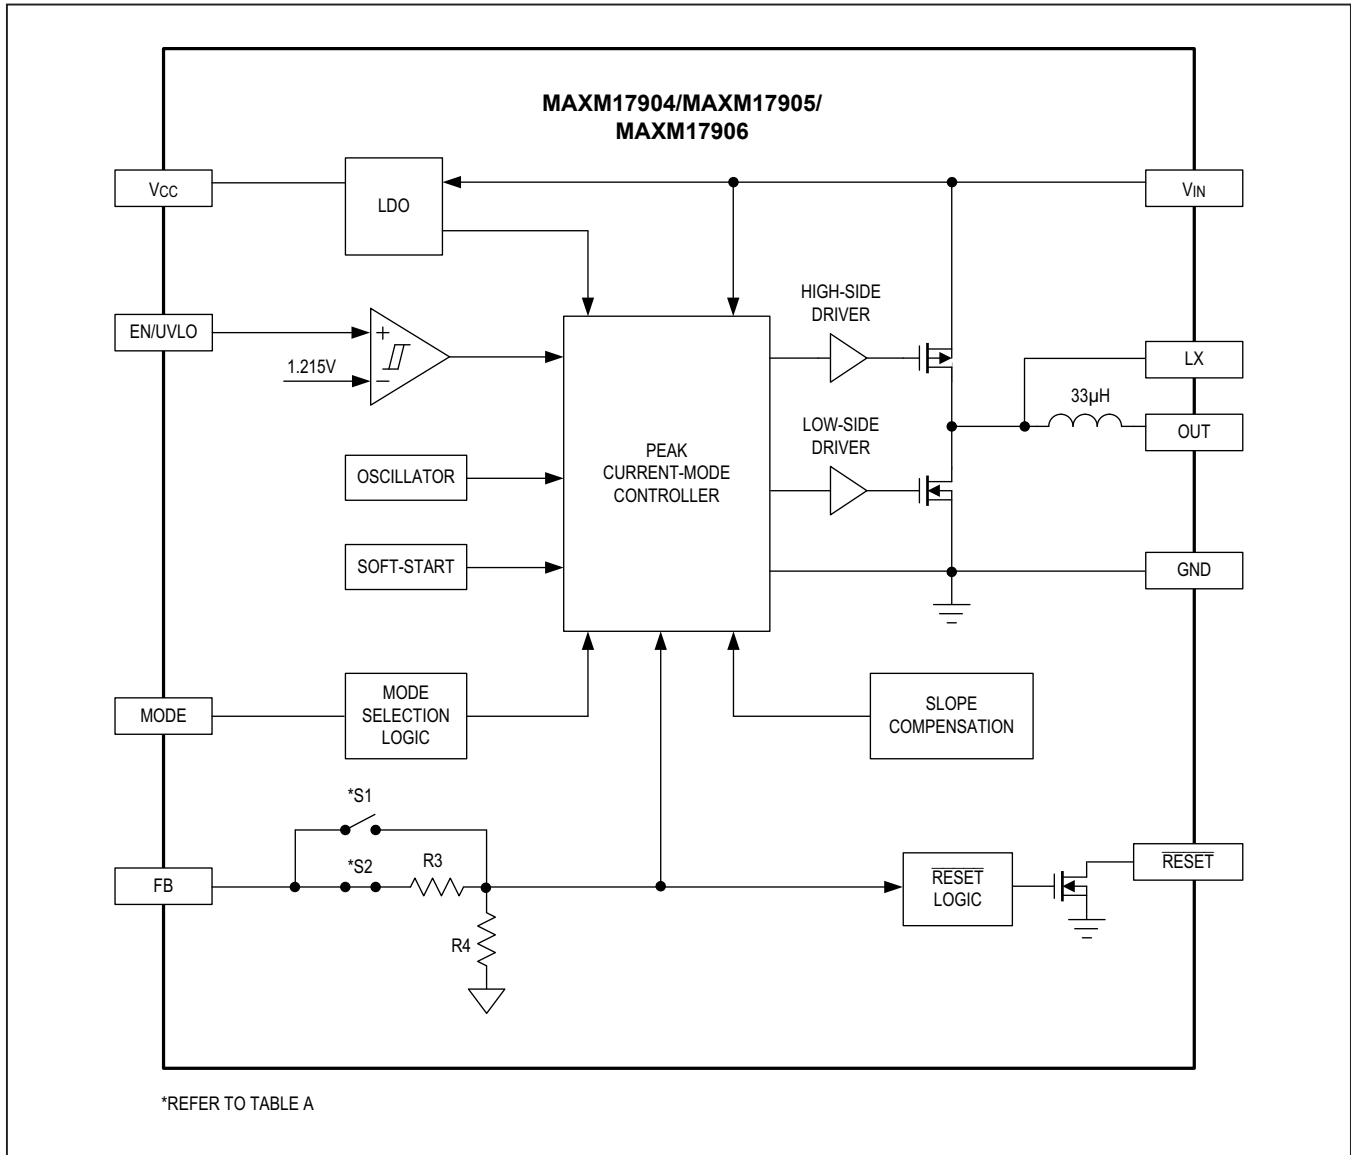 MAXM17904/MAXM17905/
MAXM17906
VCC
LDO
VIN
HIGH-SIDE
DRIVER
EN/UVLO
1.215V
+
−
LX
33µH
OUT
LOW-SIDE
DRIVER
PEAK
CURRENT-MODE
CONTROLLER
OSCILLATOR
SOFT-START
GND
MODE
MODE
SELECTION
LOGIC
SLOPE
COMPENSATION
*S1
*S2
R3
FB
R4
RESET
LOGIC
RESET
*REFER TO TABLE A